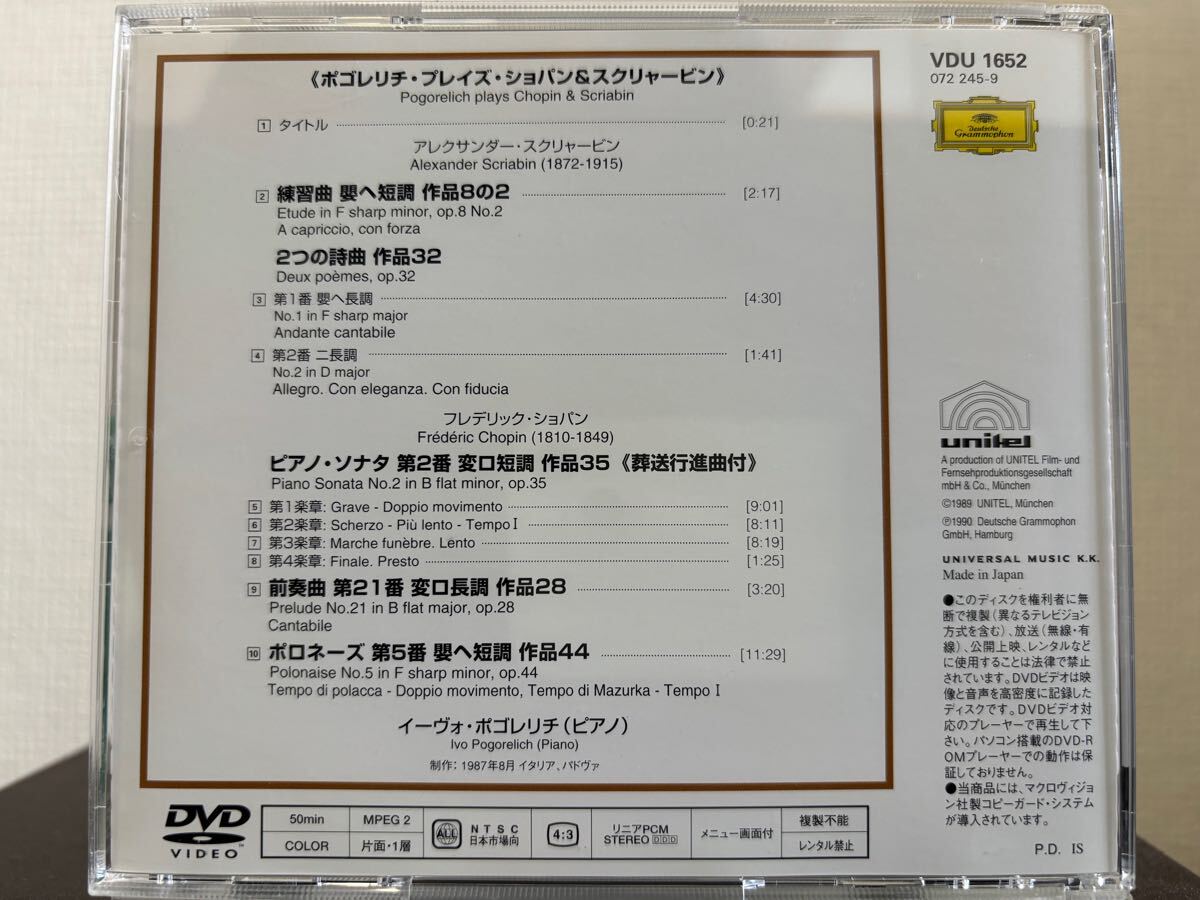 《ポゴレリチ・プレイズ・ショパン&スクリャービン》
Pogorelich plays Chopin & Scriabin
1 タイトル [0:21]
アレクサンダー・スクリャービン
Alexander Scriabin (1872-1915)
2 練習曲 嬰ヘ短調 作品8の2 [2:17]
Etude in F sharp minor, op.8 No.2
A capriccio, con forza
2つの詩曲 作品32
Deux poèmes, op.32
3 第1番 嬰ヘ長調 [4:30]
No.1 in F sharp major
Andante cantabile
4 第2番 ニ長調 [1:41]
No.2 in D major
Allegro. Con eleganza. Con fiducia
フレデリック・ショパン
Frédéric Chopin (1810-1849)
ピアノ・ソナタ 第2番 変ロ短調 作品35《葬送行進曲付》
Piano Sonata No.2 in B flat minor, op.35
5 第1楽章: Grave - Doppio movimento [9:01]
6 第2楽章: Scherzo - Più lento - Tempo I [8:11]
7 第3楽章: Marche funèbre. Lento [8:19]
8 第4楽章: Finale. Presto [1:25]
9 前奏曲 第21番 変ロ長調 作品28 [3:20]
Prelude No.21 in B flat major, op.28
Cantabile
10 ポロネーズ 第5番 嬰ヘ短調 作品44 [11:29]
Polonaise No.5 in F sharp minor, op.44
Tempo di polacca - Doppio movimento, Tempo di Mazurka - Tempo I
イーヴォ・ポゴレリチ(ピアノ)
Ivo Pogorelich (Piano)
制作:1987年8月 イタリア、パドヴァ
VDU 1652
072 245-9
Deutsche
Grammophon
unitel
A production of UNITEL Film- und
Fernsehproduktionsgesellschaft
mbH & Co., München
©1989 UNITEL, München
℗1990 Deutsche Grammophon
GmbH, Hamburg
UNIVERSAL MUSIC K.K.
Made in Japan
●このディスクを権利者に無
断で複製(異なるテレビジョン
方式を含む)、放送(無線・有
線)、公開上映、レンタルなど
に使用することは法律で禁止
されています。DVDビデオは映
像と音声を高密度に記録した
ディスクです。DVDビデオ対
応のプレーヤーで再生して下
さい。パソコン搭載のDVD-R
OMプレーヤーでの動作は保
証しておりません。
●当商品には、マクロヴィジョ
ン社製コピーガード・システム
が導入されています。
P.D. IS
DVD
VIDEO
50min MPEG 2
COLOR 片面・1層
ALL
NTSC
日本市場向
4:3
リニアPCM
STEREO DDD
メニュー画面付
複製不能
レンタル禁止